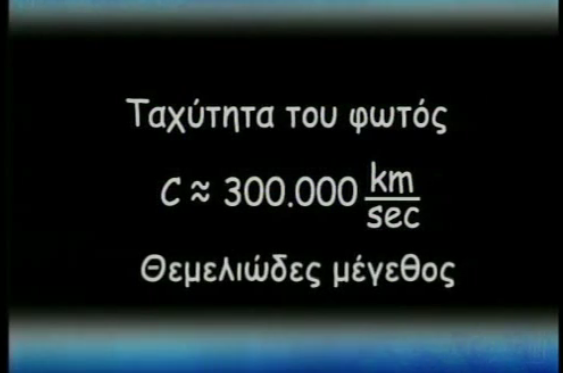 Ταχύτητα του φωτός
C ≈ 300.000 km/sec
Θεμελιώδες μέγεθος